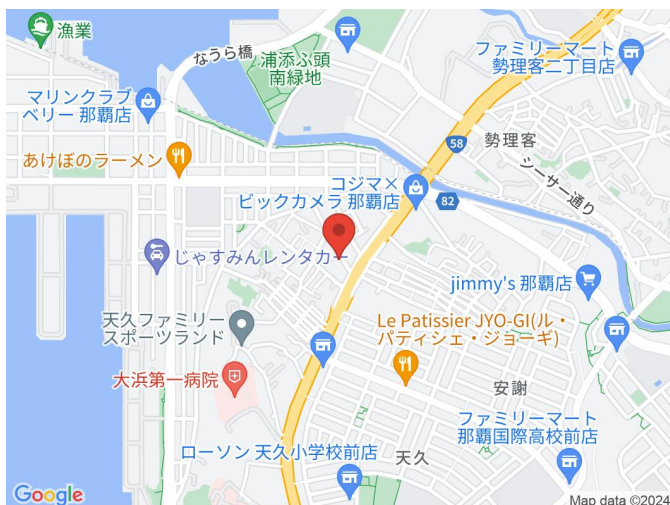 漁業
なうら橋
浦添ふ頭
南緑地
ファミリーマート
勢理客二丁目店
マリンクラブ
ベリー 那覇店
58
勢理客
あけぼのラーメン
コジマ×
ビックカメラ 那覇店
82
シーサー通り
じゃすみんレンタカー
jimmy's 那覇店
天久ファミリー
スポーツランド
Le Patissier JYO-GI(ル・
パティシェ・ジョーギ)
大浜第一病院
安謝
ファミリーマート
那覇国際高校前店
ローソン 天久小学校前店
天久
Google
Map data ©2024